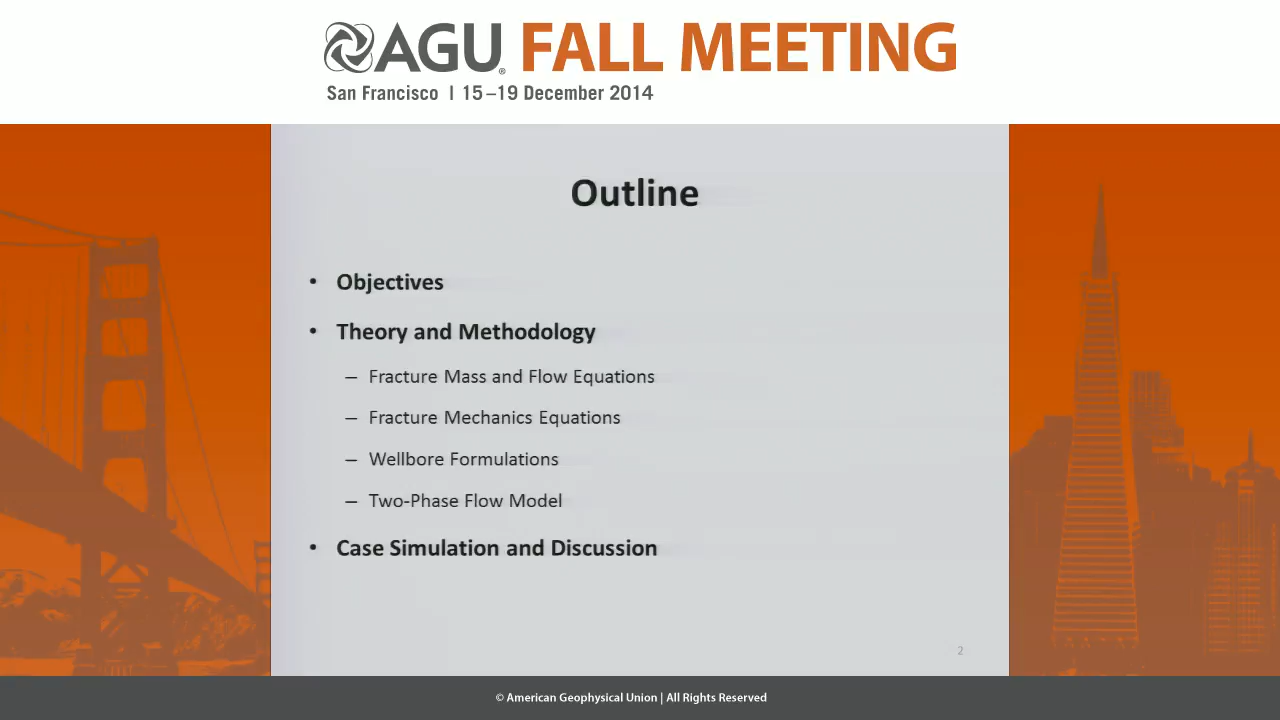 AGU® FALL MEETING
San Francisco | 15–19 December 2014
Outline
• Objectives
• Theory and Methodology
– Fracture Mass and Flow Equations
– Fracture Mechanics Equations
– Wellbore Formulations
– Two-Phase Flow Model
• Case Simulation and Discussion
2
© American Geophysical Union | All Rights Reserved